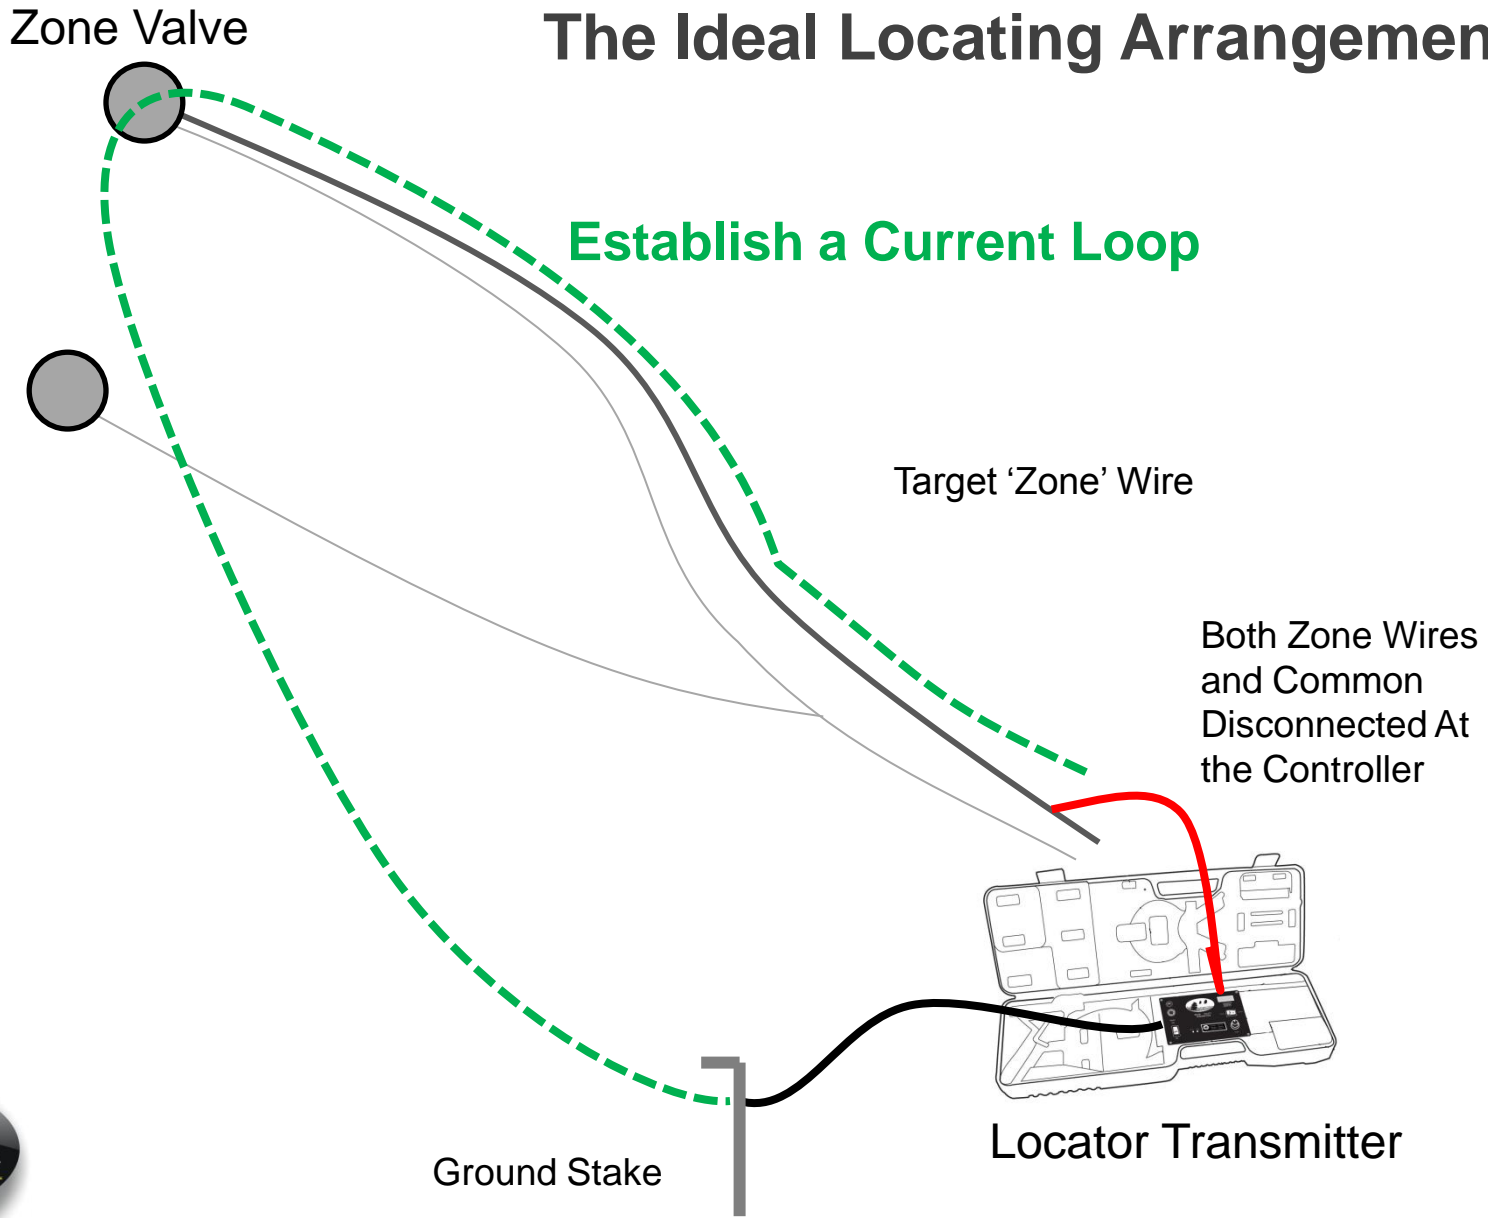 Zone Valve
The Ideal Locating Arrangemen
Establish a Current Loop
Target ‘Zone’ Wire
Both Zone Wires
and Common
Disconnected At
the Controller
Locator Transmitter
Ground Stake